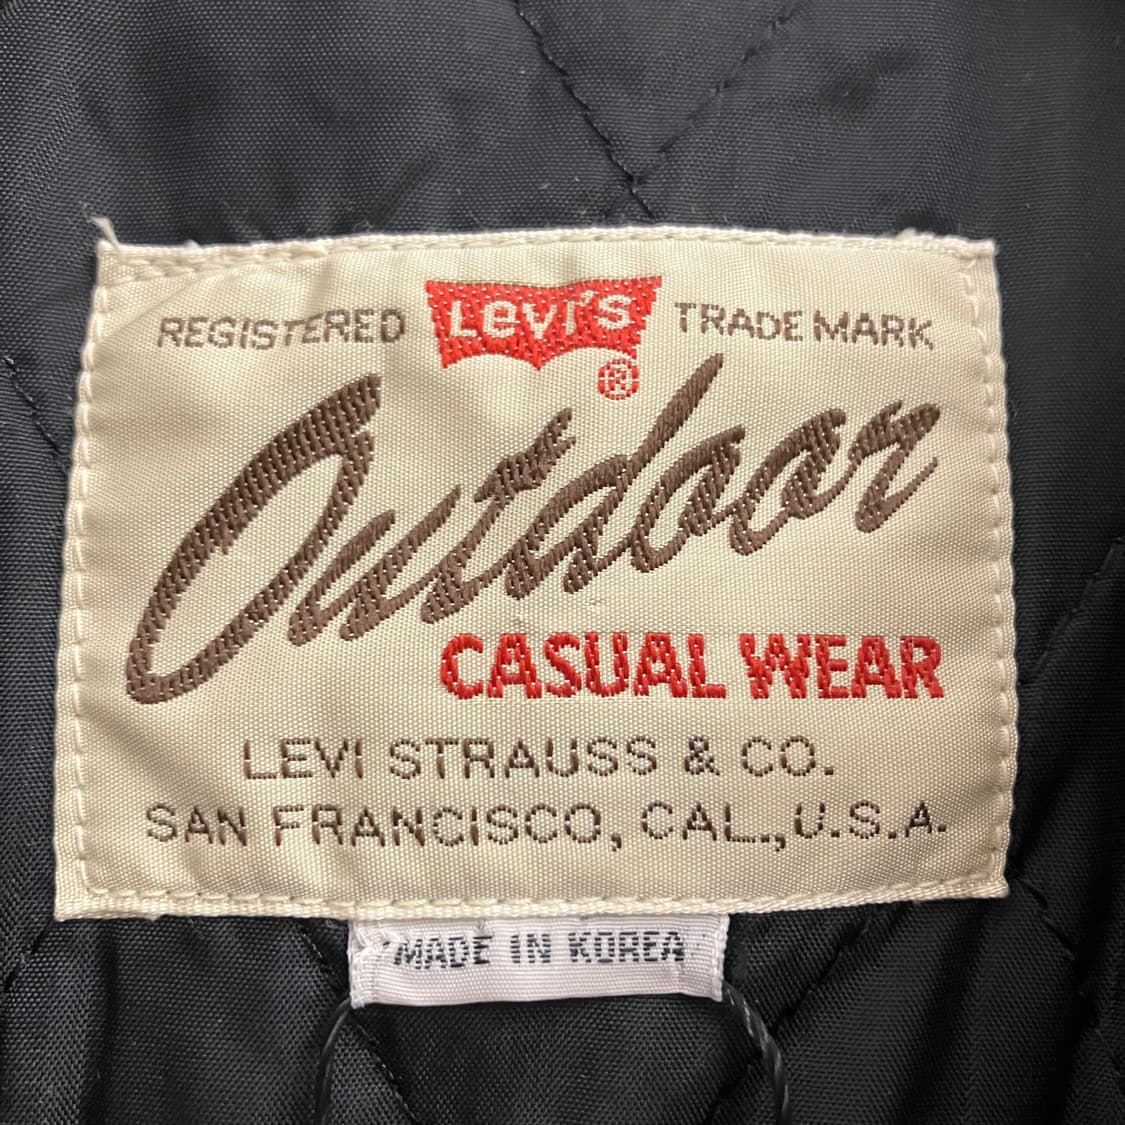 REGISTERED Levi's ® TRADE MARK
Outdoor
CASUAL WEAR
LEVI STRAUSS & CO.
SAN FRANCISCO, CAL., U.S.A.
MADE IN KOREA